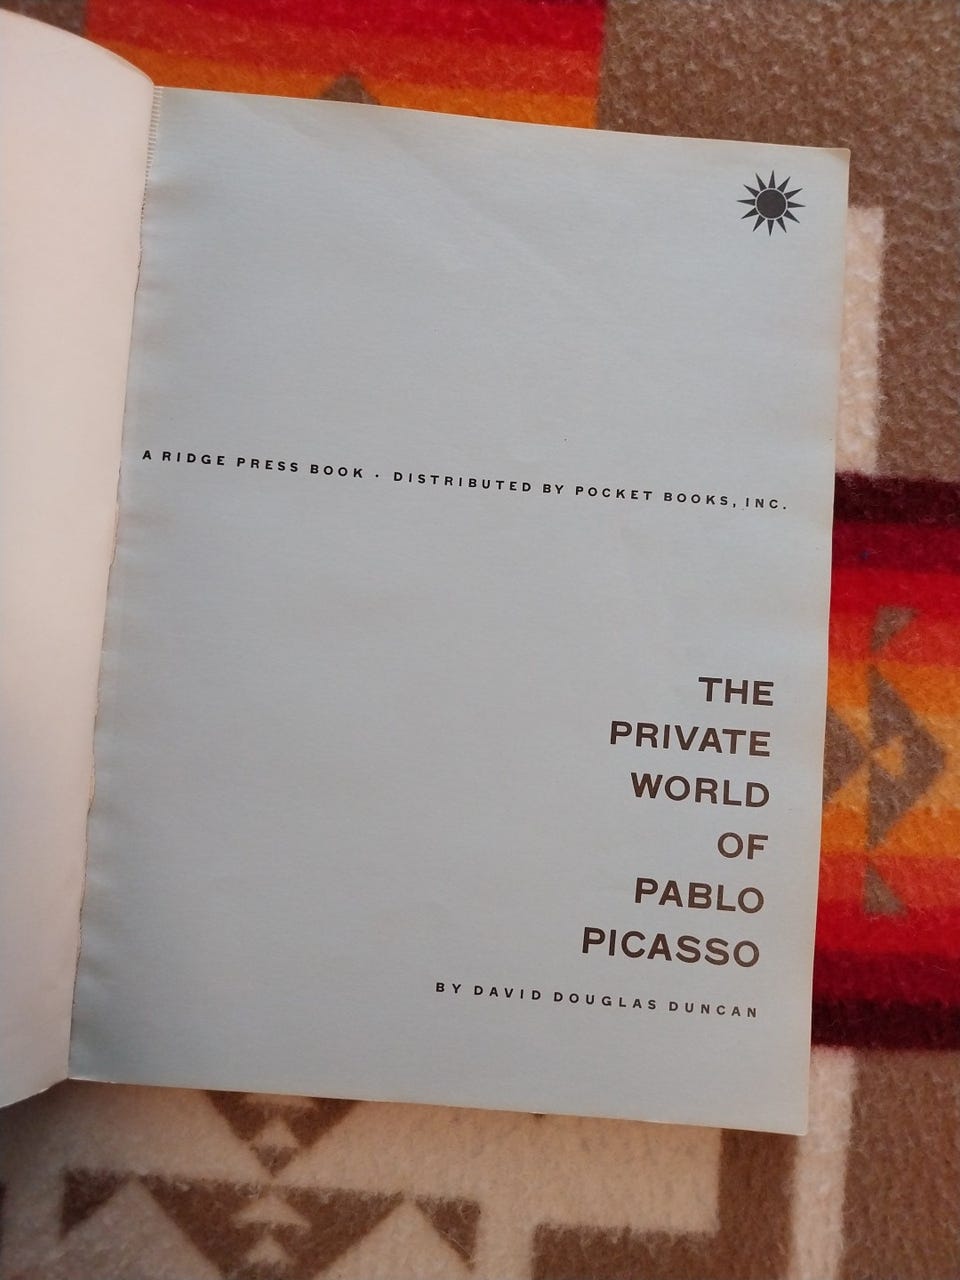 A RIDGE PRESS BOOK · DISTRIBUTED BY POCKET BOOKS, INC.
THE
PRIVATE
WORLD
OF
PABLO
PICASSO
BY DAVID DOUGLAS DUNCAN